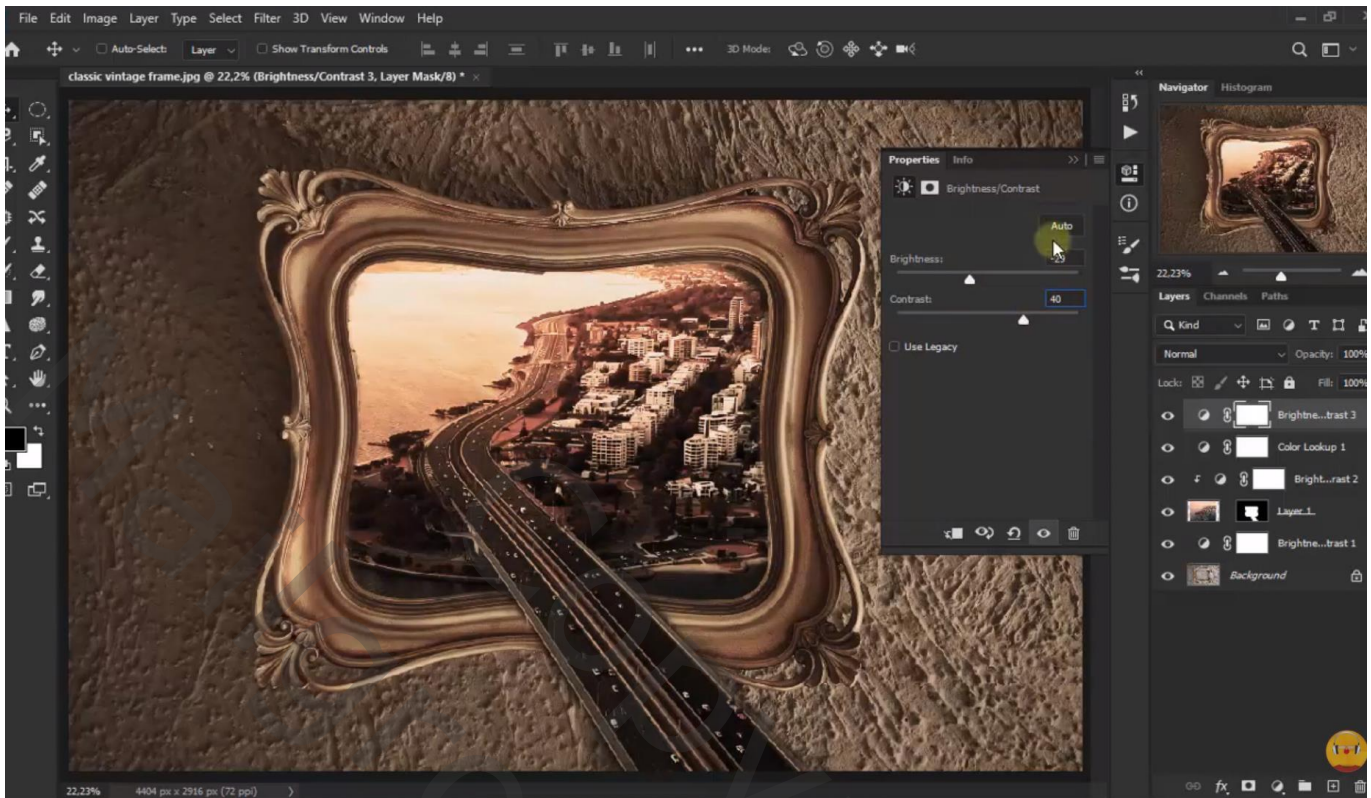 File Edit Image Layer Type Select Filter 3D View Window Help
Auto-Select: Layer Show Transform Controls 3D Mode:
classic vintage frame.jpg @ 22,2% (Brightness/Contrast 3, Layer Mask/8) * ×
Navigator Histogram
Properties Info
Brightness/Contrast
Auto
Brightness: -29
Contrast: 40
Use Legacy
22,23%
Layers Channels Paths
Kind
Normal Opacity: 100%
Lock: Fill: 100%
Brightne...trast 3
Color Lookup 1
Bright...rast 2
Layer 1
Brightne...trast 1
Background
22,23% 4404 px x 2916 px (72 ppi)